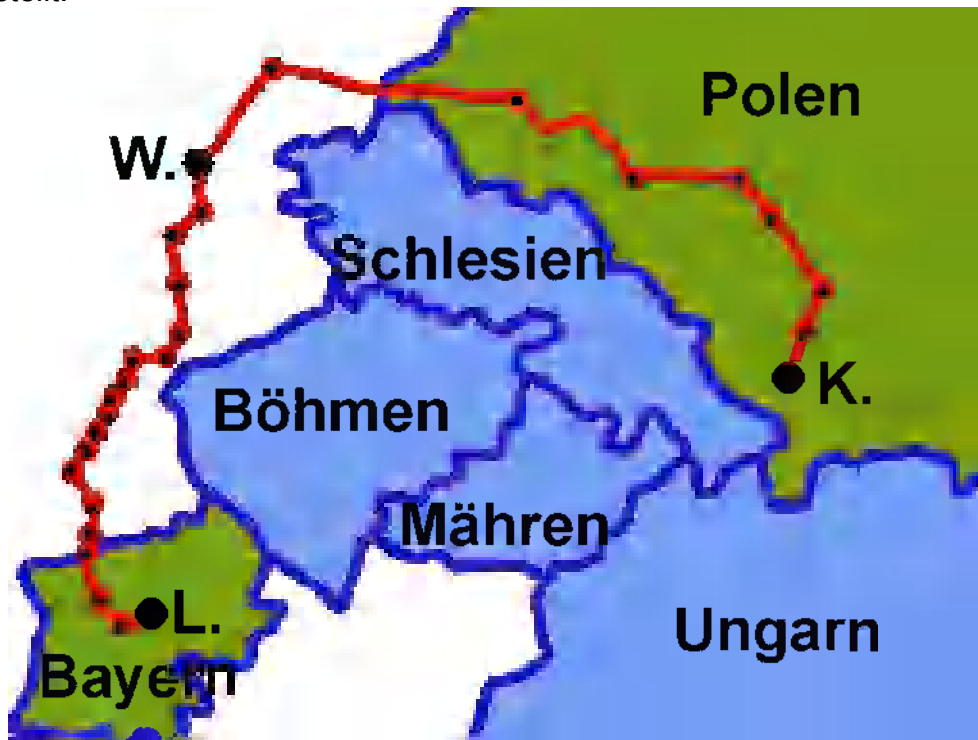 Polen
W.
Schlesien
K.
Böhmen
Mähren
L.
Ungarn
Bayern